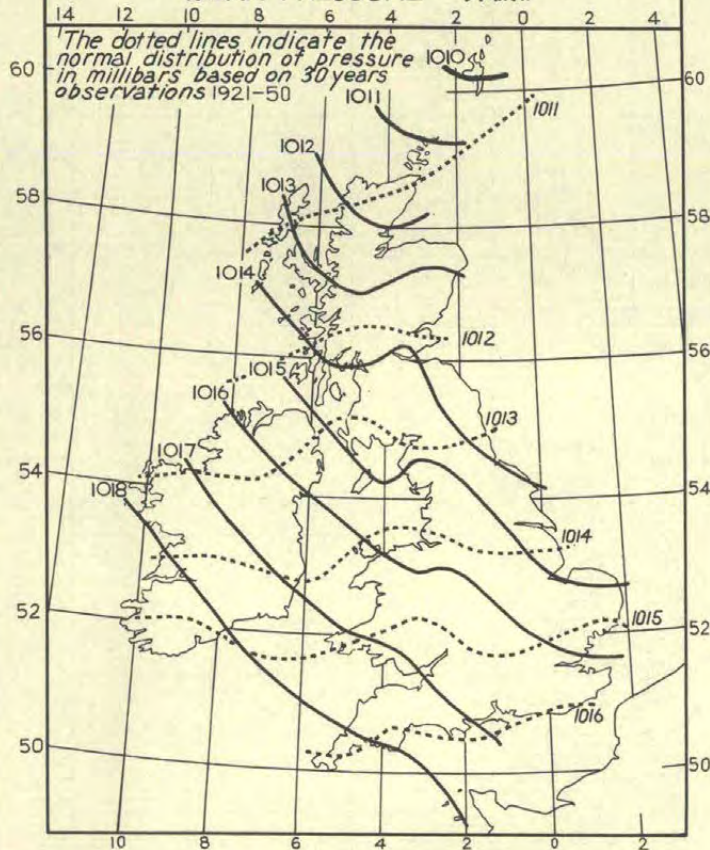 14 12 10 8 6 4 2 0 2 4
The dotted lines indicate the
normal distribution of pressure
in millibars based on 30 years
observations 1921-50
1010
60 60
1011 1011
1012
1013
58 58
1014
56 1012 56
1015
1016
1013
1017
54 54
1018
1014
52 1015 52
1016
50 50
10 8 6 4 2 0 2